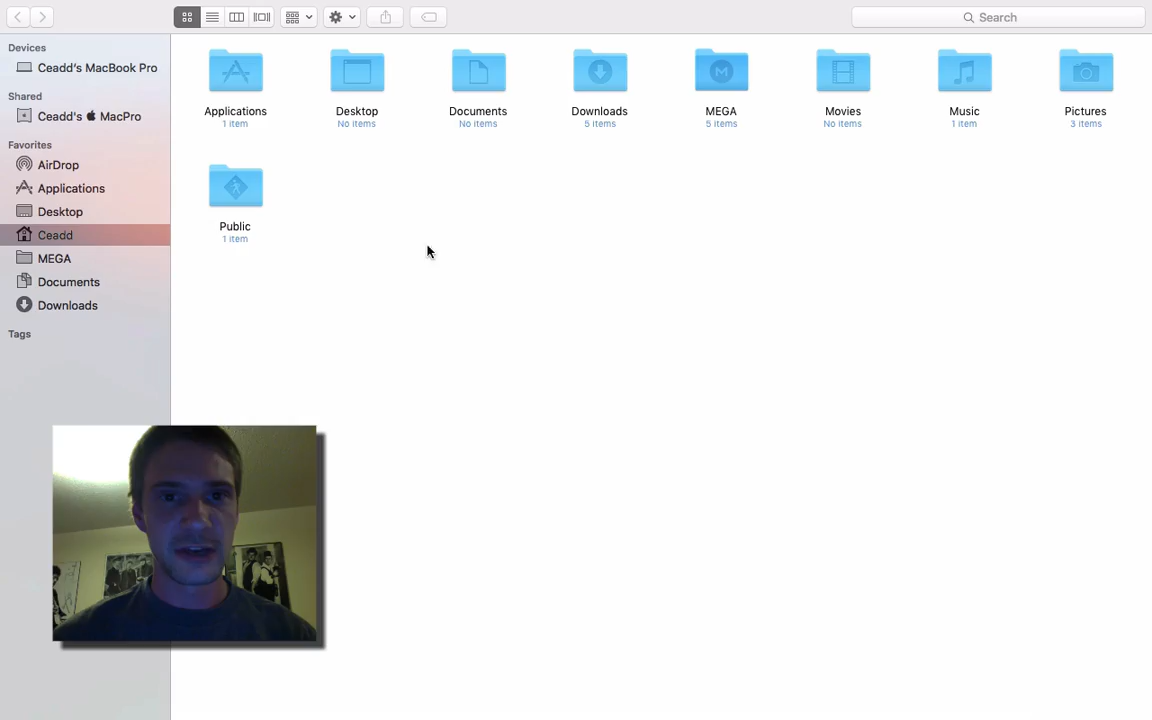 Search
Devices
Ceadd's MacBook Pro
Shared
Ceadd's  MacPro
Favorites
AirDrop
Applications
Desktop
Ceadd
MEGA
Documents
Downloads
Tags
Applications
1 item
Desktop
No items
Documents
No items
Downloads
5 items
MEGA
5 items
Movies
No items
Music
1 item
Pictures
3 items
Public
1 item